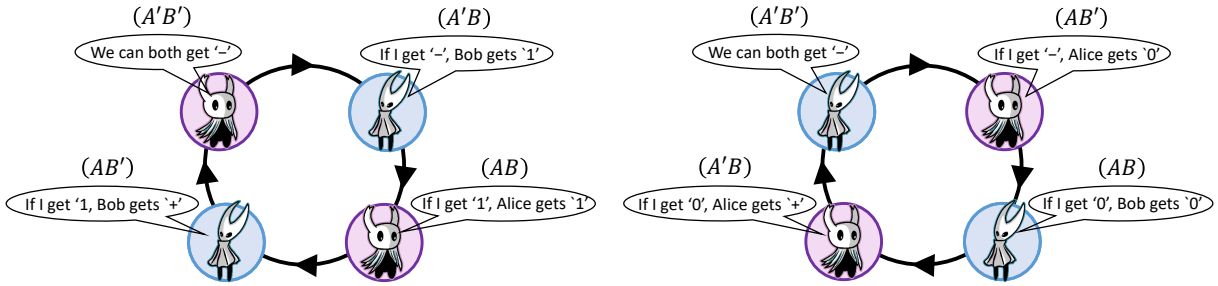 (A′B′)
We can both get ‘–’
(A′B)
If I get ‘–’, Bob gets `1’
(AB′)
If I get ‘1, Bob gets `+’
(AB)
If I get ‘1’, Alice gets `1’
(A′B′)
We can both get ‘–’
(AB′)
If I get ‘–’, Alice gets `0’
(A′B)
If I get ‘0’, Alice gets `+’
(AB)
If I get ‘0’, Bob gets `0’